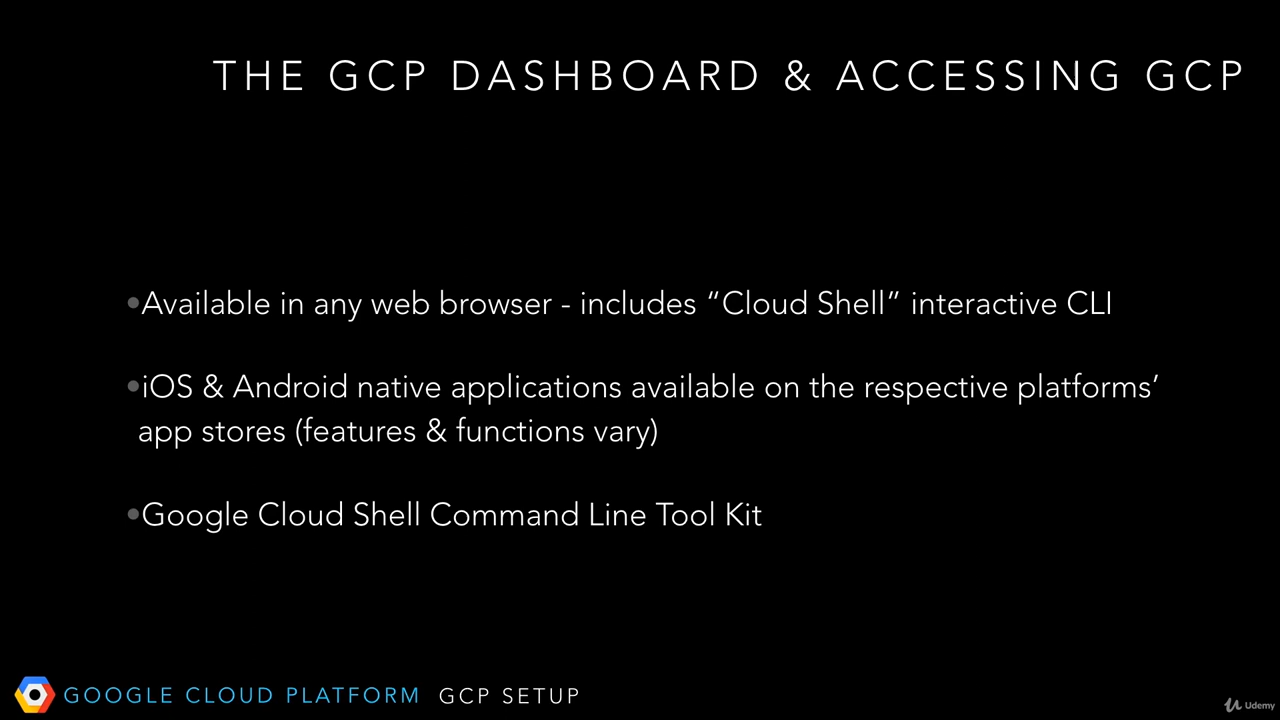 THE GCP DASHBOARD & ACCESSING GCP
•Available in any web browser - includes “Cloud Shell” interactive CLI
•iOS & Android native applications available on the respective platforms’
app stores (features & functions vary)
•Google Cloud Shell Command Line Tool Kit
GOOGLE CLOUD PLATFORM GCP SETUP
Udemy